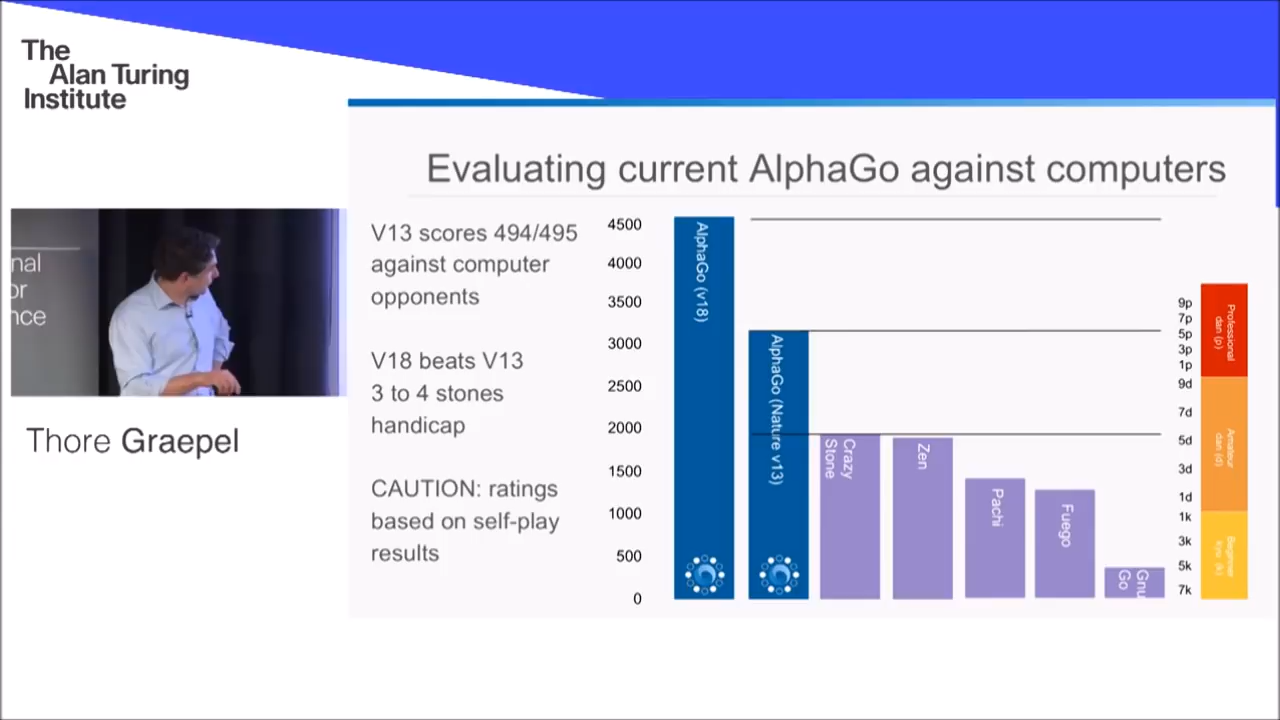 The
Alan Turing
Institute
nal
or
nce
Thore Graepel
Evaluating current AlphaGo against computers
V13 scores 494/495
against computer
opponents
V18 beats V13
3 to 4 stones
handicap
CAUTION: ratings
based on self-play
results
4500
4000
3500
3000
2500
2000
1500
1000
500
0
AlphaGo (v18)
AlphaGo (Nature v13)
Crazy
Stone
Zen
Pachi
Fuego
Gnu
Go
9p
7p
5p
3p
1p
9d
7d
5d
3d
1d
1k
3k
5k
7k
Professional
dan (p)
Amateur
dan (d)
Beginner
kyu (k)